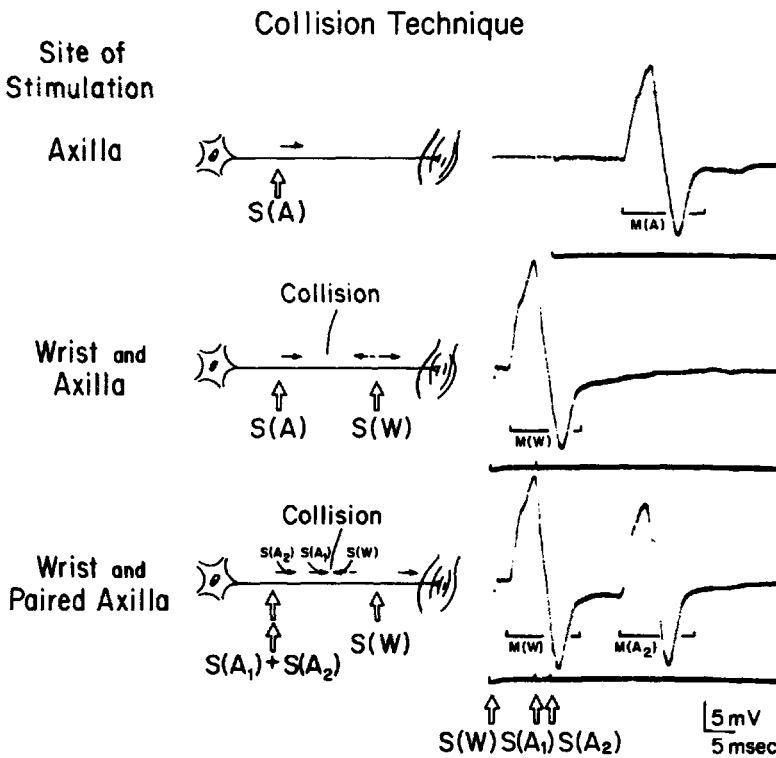 Collision Technique
Site of
Stimulation
Axilla
S(A)
M(A)
Collision
Wrist and
Axilla
S(A)
S(W)
M(W)
Collision
S(A₂) S(A₁) S(W)
Wrist and
Paired Axilla
S(A₁) + S(A₂)
S(W)
M(W)
M(A₂)
S(W) S(A₁) S(A₂)
5 mV
5 msec